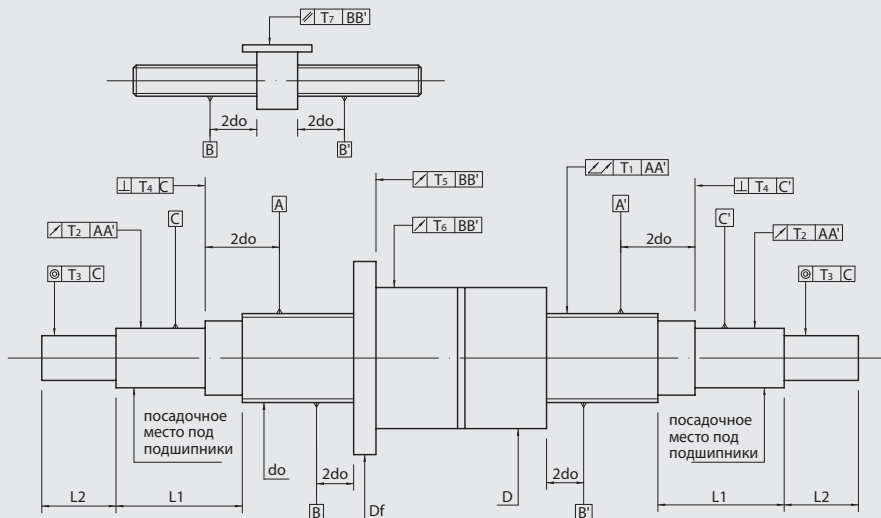 ⫽ T7 BB'
2do 2do
B B'
⊥ T4 C
A
↗ T5 BB'
⌰ T1 AA'
A'
⊥ T4 C'
↗ T2 AA'
C
2do
↗ T6 BB'
2do
C'
↗ T2 AA'
◎ T3 C
◎ T3 C
посадочное
место под
подшипники
do
2do
Df
D
2do
посадочное
место под
подшипники
L2 L1
B
B'
L1 L2